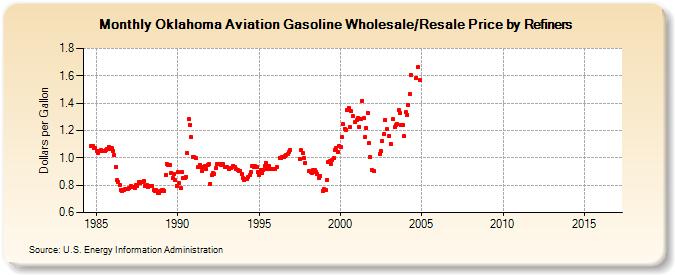 Monthly Oklahoma Aviation Gasoline Wholesale/Resale Price by Refiners
Dollars per Gallon
1.8
1.6
1.4
1.2
1.0
0.8
0.6
1985 1990 1995 2000 2005 2010 2015
Source: U.S. Energy Information Administration